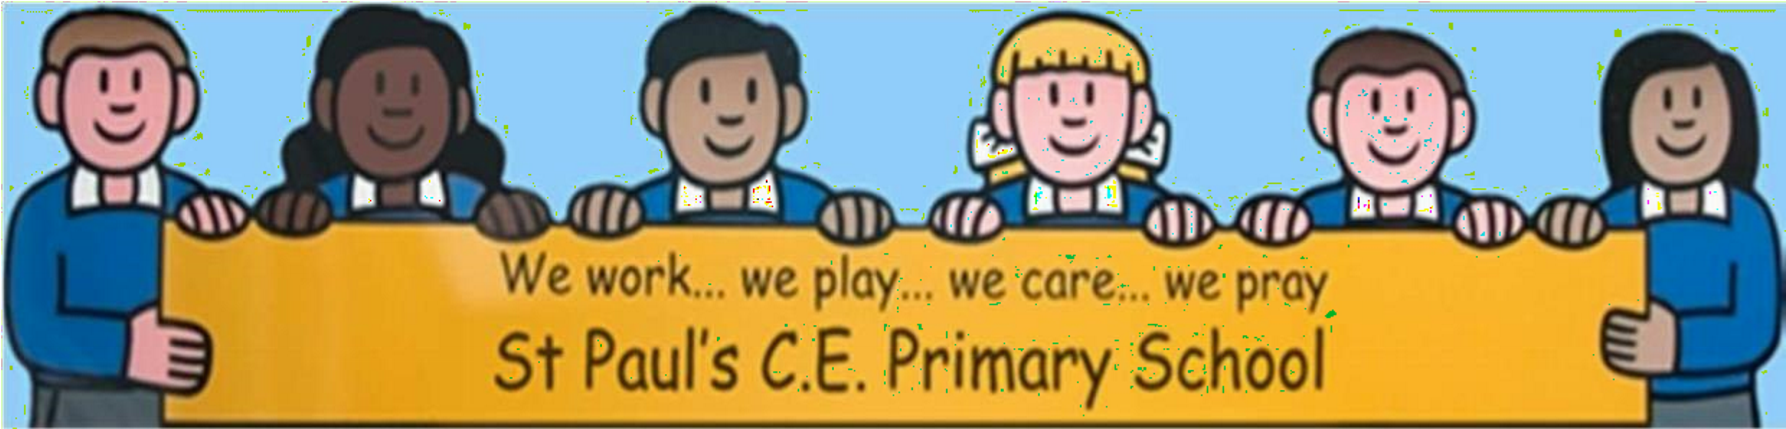 We work... we play... we care... we pray
St Paul's C.E. Primary School